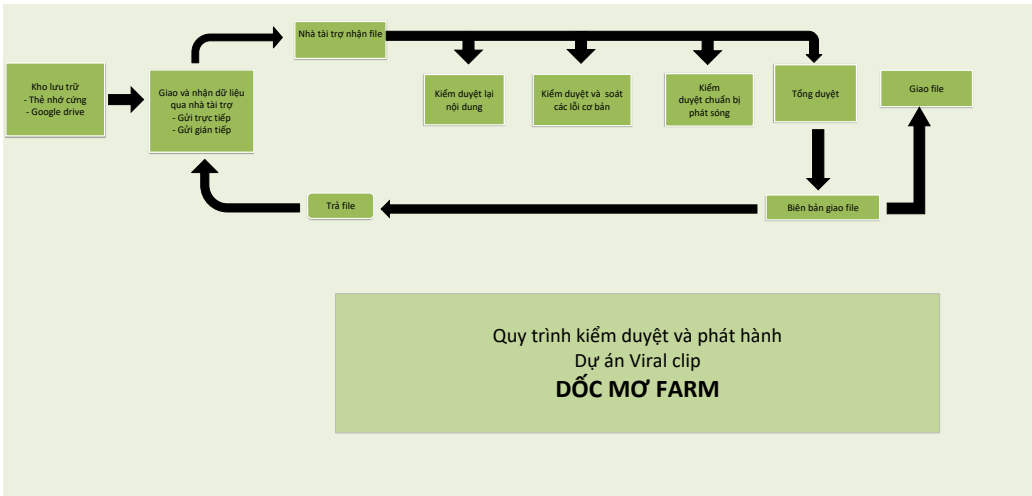 Kho lưu trữ
- Thẻ nhớ cứng
- Google drive
Giao và nhận dữ liệu
qua nhà tài trợ
- Gửi trực tiếp
- Gửi gián tiếp
Nhà tài trợ nhận file
Kiểm duyệt lại
nội dung
Kiểm duyệt và soát
các lỗi cơ bản
Kiểm
duyệt chuẩn bị
phát sóng
Tổng duyệt
Giao file
Trả file
Biên bản giao file
Quy trình kiểm duyệt và phát hành
Dự án Viral clip
DỐC MƠ FARM